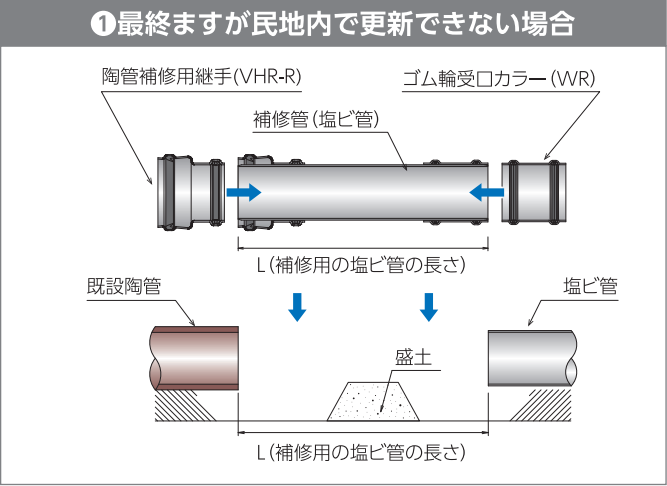 ❶最終ますが民地内で更新できない場合
陶管補修用継手(VHR-R)
ゴム輪受口カラー(WR)
補修管(塩ビ管)
L(補修用の塩ビ管の長さ)
既設陶管
塩ビ管
盛土
L(補修用の塩ビ管の長さ)